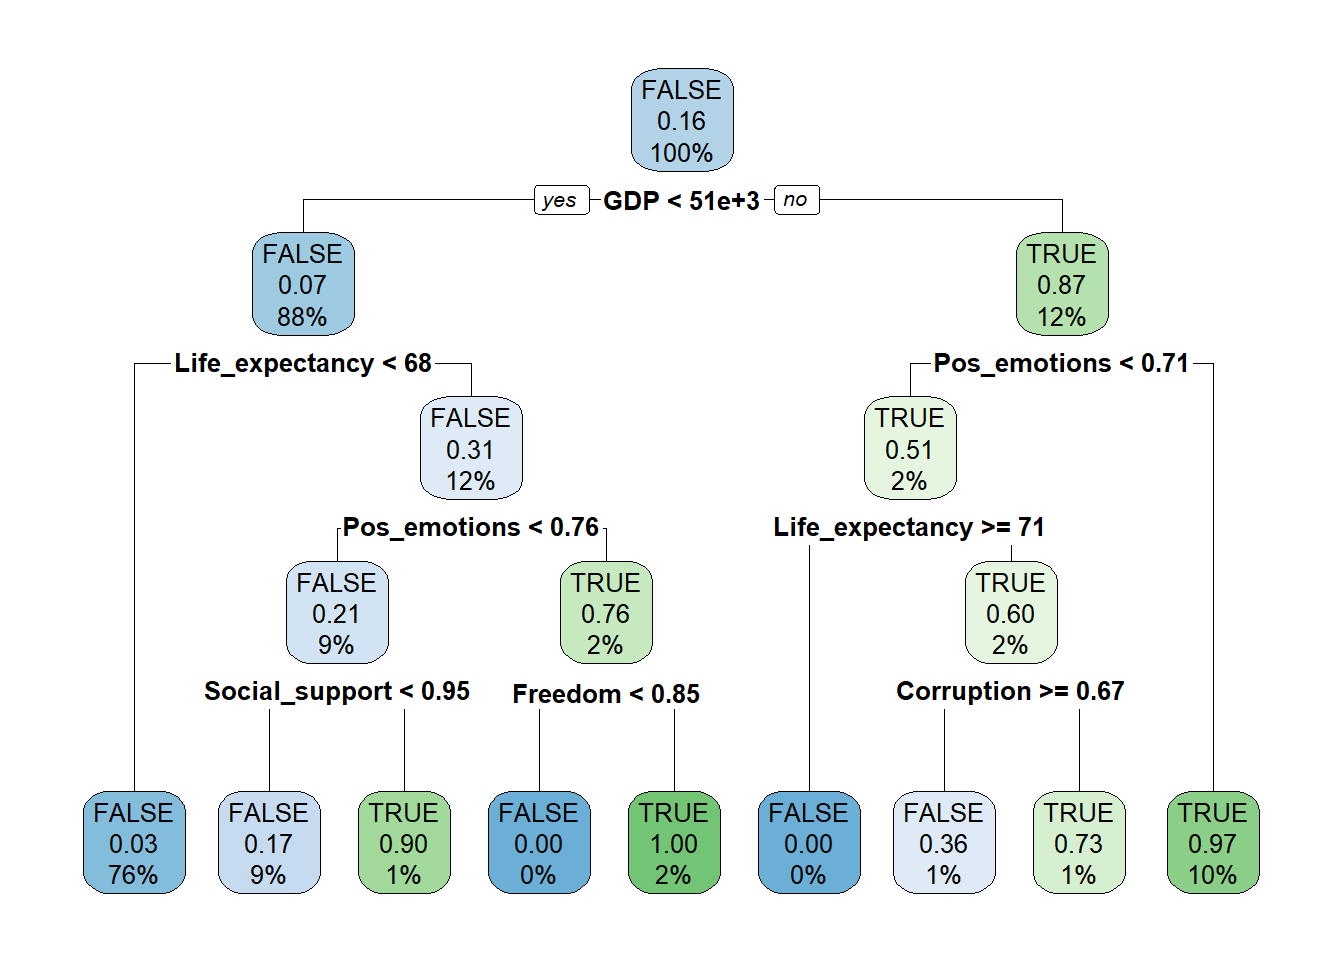 FALSE
0.16
100%
yes
GDP < 51e+3
no
FALSE
0.07
88%
TRUE
0.87
12%
Life_expectancy < 68
Pos_emotions < 0.71
FALSE
0.31
12%
TRUE
0.51
2%
Pos_emotions < 0.76
Life_expectancy >= 71
FALSE
0.21
9%
TRUE
0.76
2%
TRUE
0.60
2%
Social_support < 0.95
Freedom < 0.85
Corruption >= 0.67
FALSE
0.03
76%
FALSE
0.17
9%
TRUE
0.90
1%
FALSE
0.00
0%
TRUE
1.00
2%
FALSE
0.00
0%
FALSE
0.36
1%
TRUE
0.73
1%
TRUE
0.97
10%